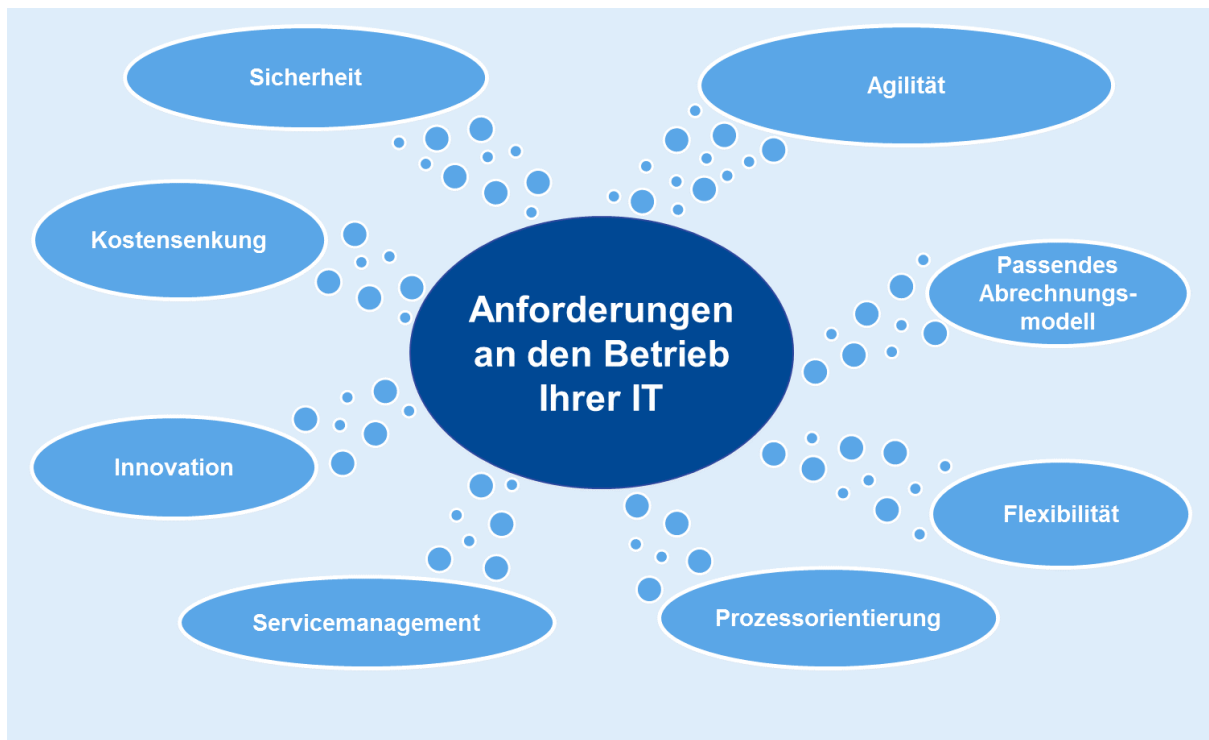 Sicherheit
Agilität
Kostensenkung
Passendes
Abrechnungs-
modell
Anforderungen
an den Betrieb
Ihrer IT
Innovation
Flexibilität
Servicemanagement
Prozessorientierung